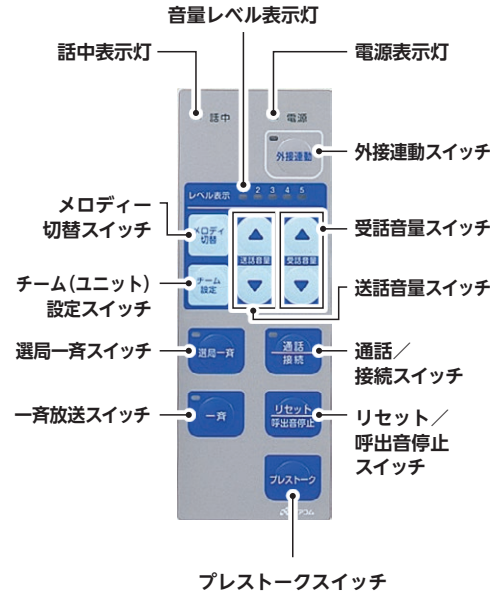 音量レベル表示灯
話中表示灯
電源表示灯
話中
電源
外接連動
外接連動スイッチ
レベル表示
2 3 4 5
メロディー
切替スイッチ
メロディ
切替
送話音量
受話音量
受話音量スイッチ
チーム(ユニット)
設定スイッチ
チーム
設定
送話音量スイッチ
選局一斉スイッチ
選局一斉
通話
接続
通話／
接続スイッチ
一斉放送スイッチ
一斉
リセット
呼出音停止
リセット／
呼出音停止
スイッチ
プレストーク
プレストークスイッチ